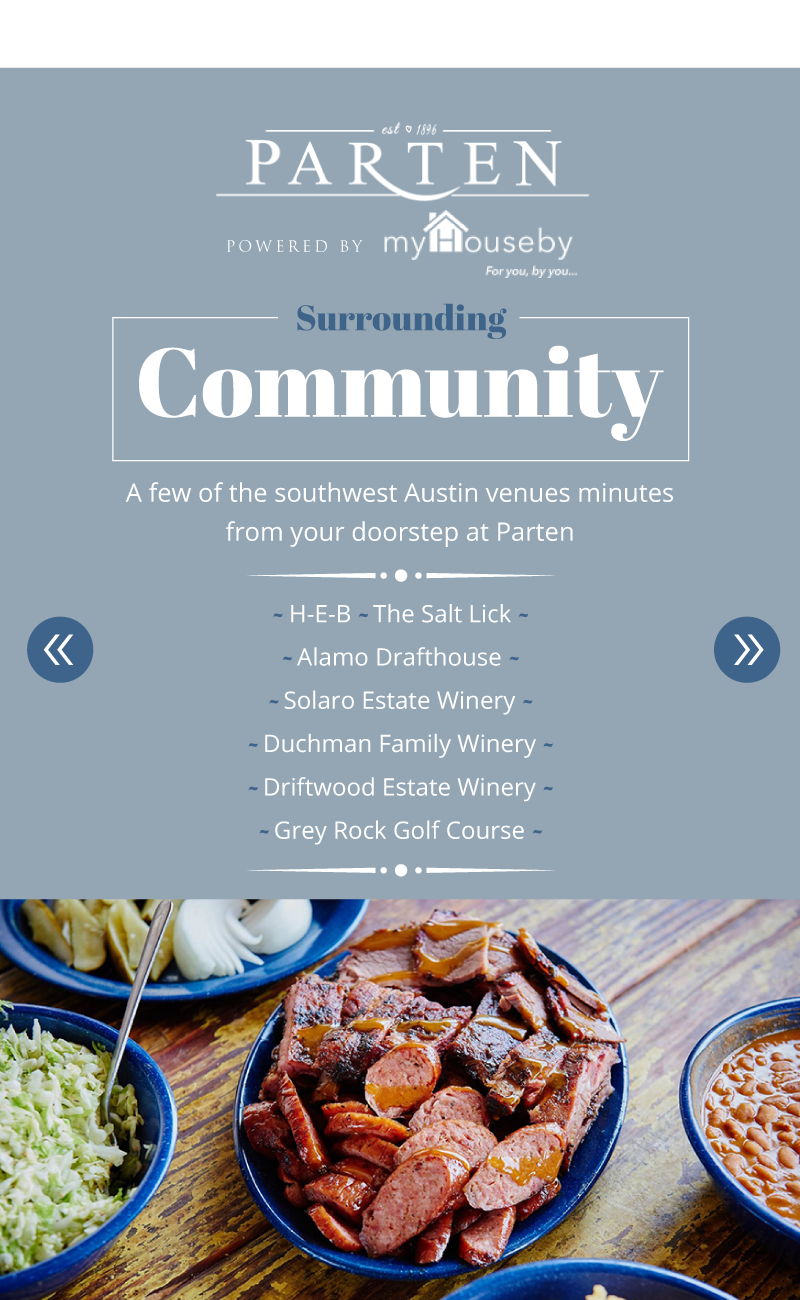 est 1896
PARTEN
POWERED BY myHouseby
For you, by you...
Surrounding
Community
A few of the southwest Austin venues minutes
from your doorstep at Parten
~ H-E-B ~ The Salt Lick ~
~ Alamo Drafthouse ~
~ Solaro Estate Winery ~
~ Duchman Family Winery ~
~ Driftwood Estate Winery ~
~ Grey Rock Golf Course ~